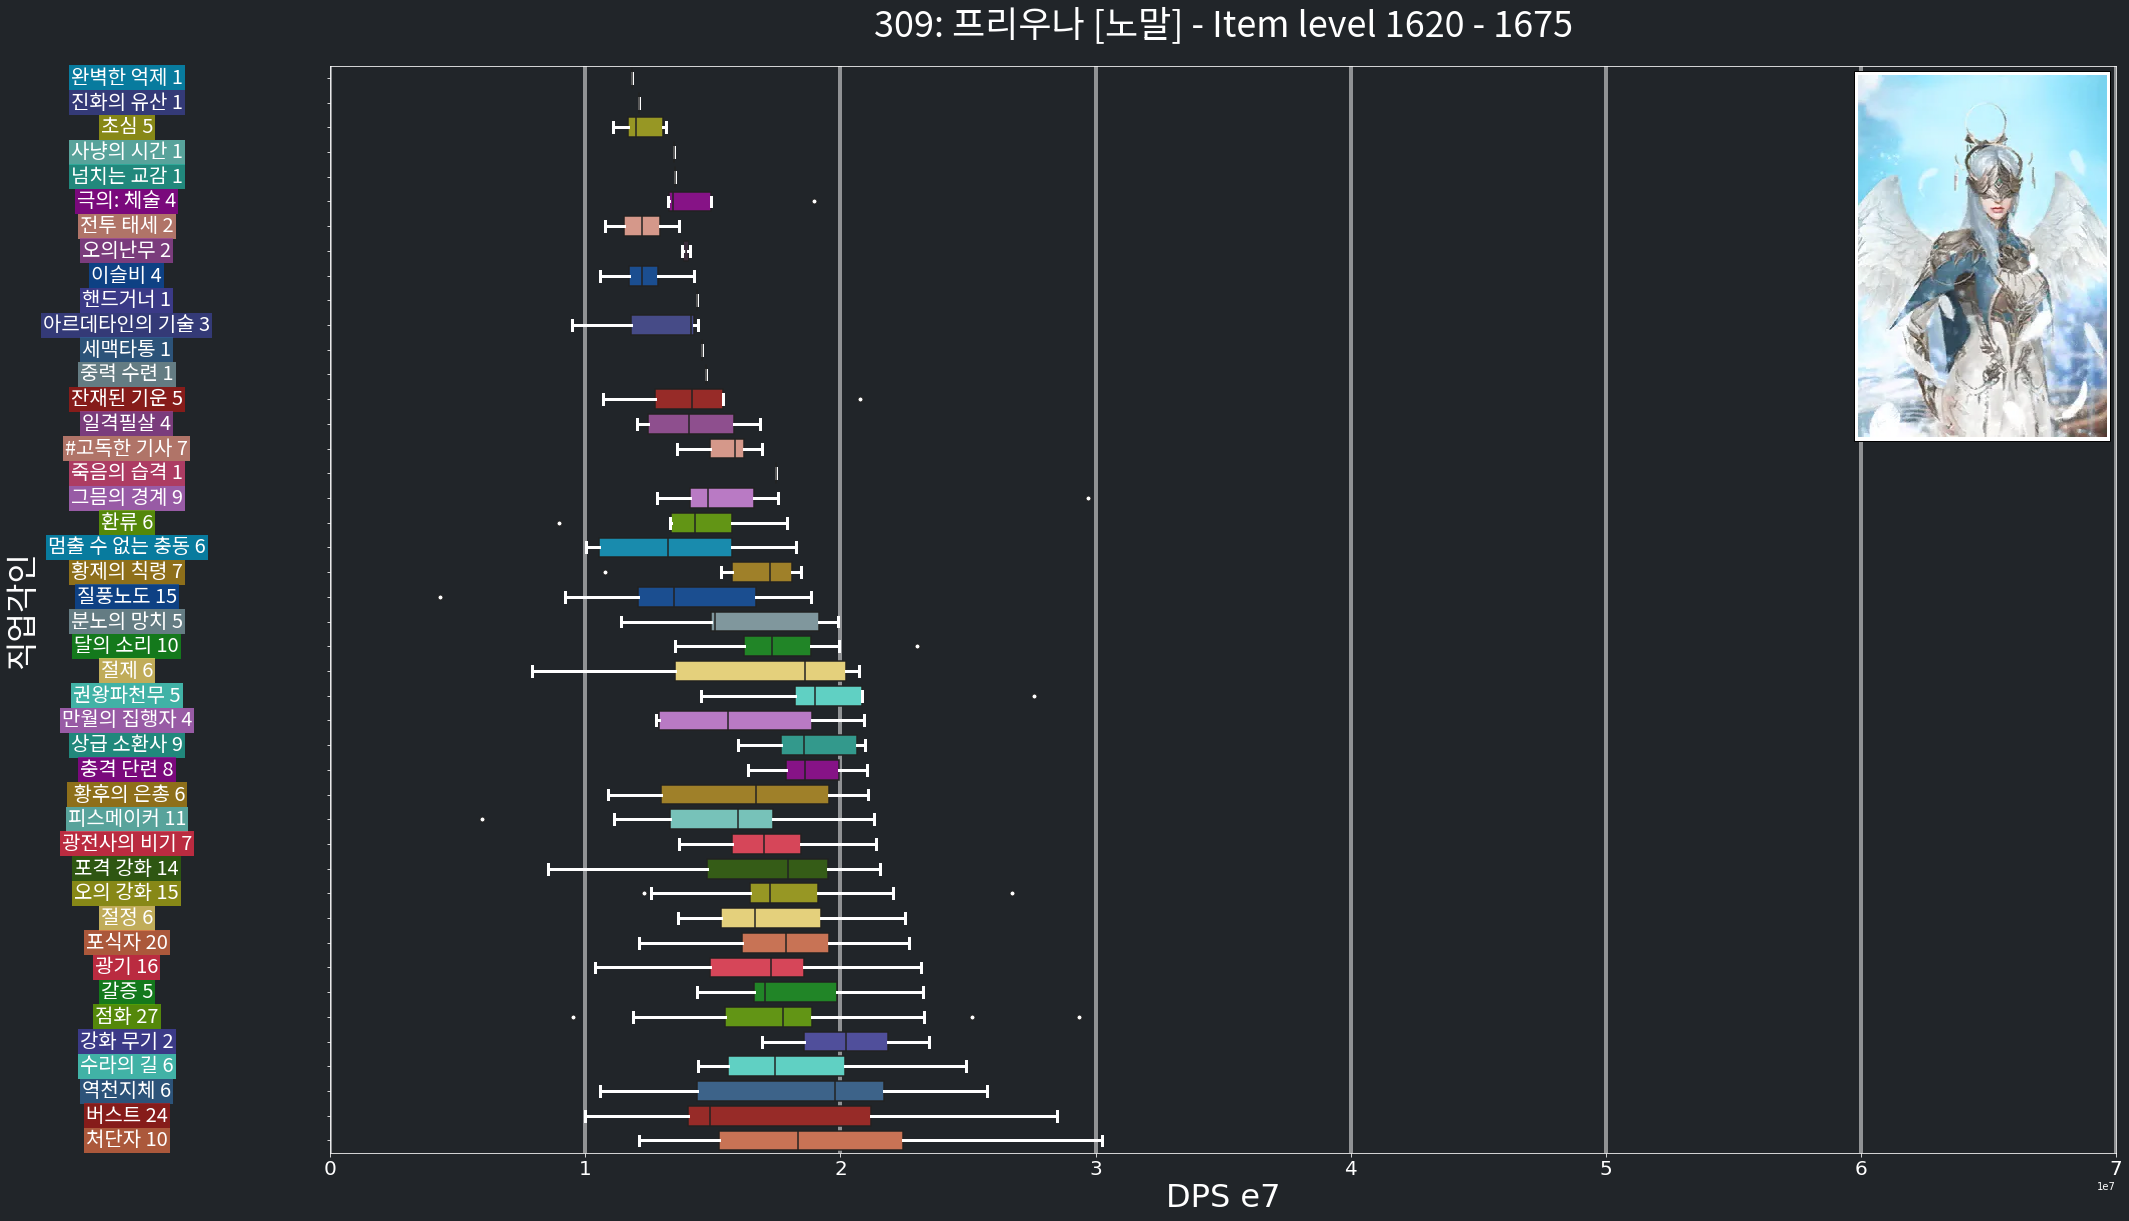 309: 프리우나 [노말] - Item level 1620 - 1675
완벽한 억제 1
진화의 유산 1
초심 5
사냥의 시간 1
넘치는 교감 1
극의: 체술 4
전투 태세 2
오의난무 2
이슬비 4
핸드거너 1
아르데타인의 기술 3
세맥타통 1
중력 수련 1
잔재된 기운 5
일격필살 4
#고독한 기사 7
죽음의 습격 1
그믐의 경계 9
환류 6
멈출 수 없는 충동 6
황제의 칙령 7
질풍노도 15
분노의 망치 5
달의 소리 10
절제 6
권왕파천무 5
만월의 집행자 4
상급 소환사 9
충격 단련 8
황후의 은총 6
피스메이커 11
광전사의 비기 7
포격 강화 14
오의 강화 15
절정 6
포식자 20
광기 16
갈증 5
점화 27
강화 무기 2
수라의 길 6
역천지체 6
버스트 24
처단자 10
직업각인
0 1 2 3 4 5 6 7
1e7
DPS e7